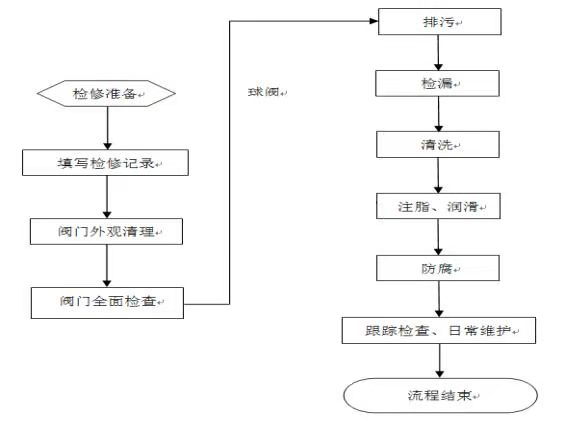 检修准备
填写检修记录
阀门外观清理
阀门全面检查
球阀
排污
检漏
清洗
注脂、润滑
防腐
跟踪检查、日常维护
流程结束